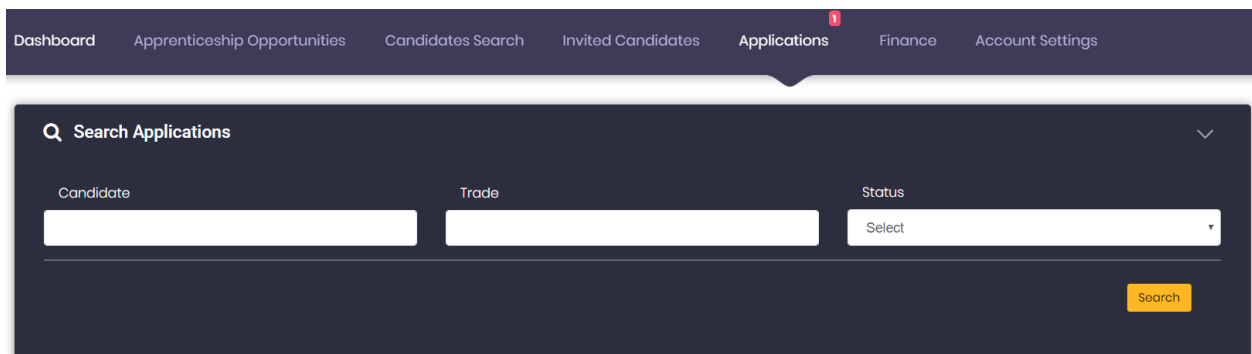 1
Dashboard Apprenticeship Opportunities Candidates Search Invited Candidates Applications Finance Account Settings
Search Applications
Candidate Trade Status
Select
Search